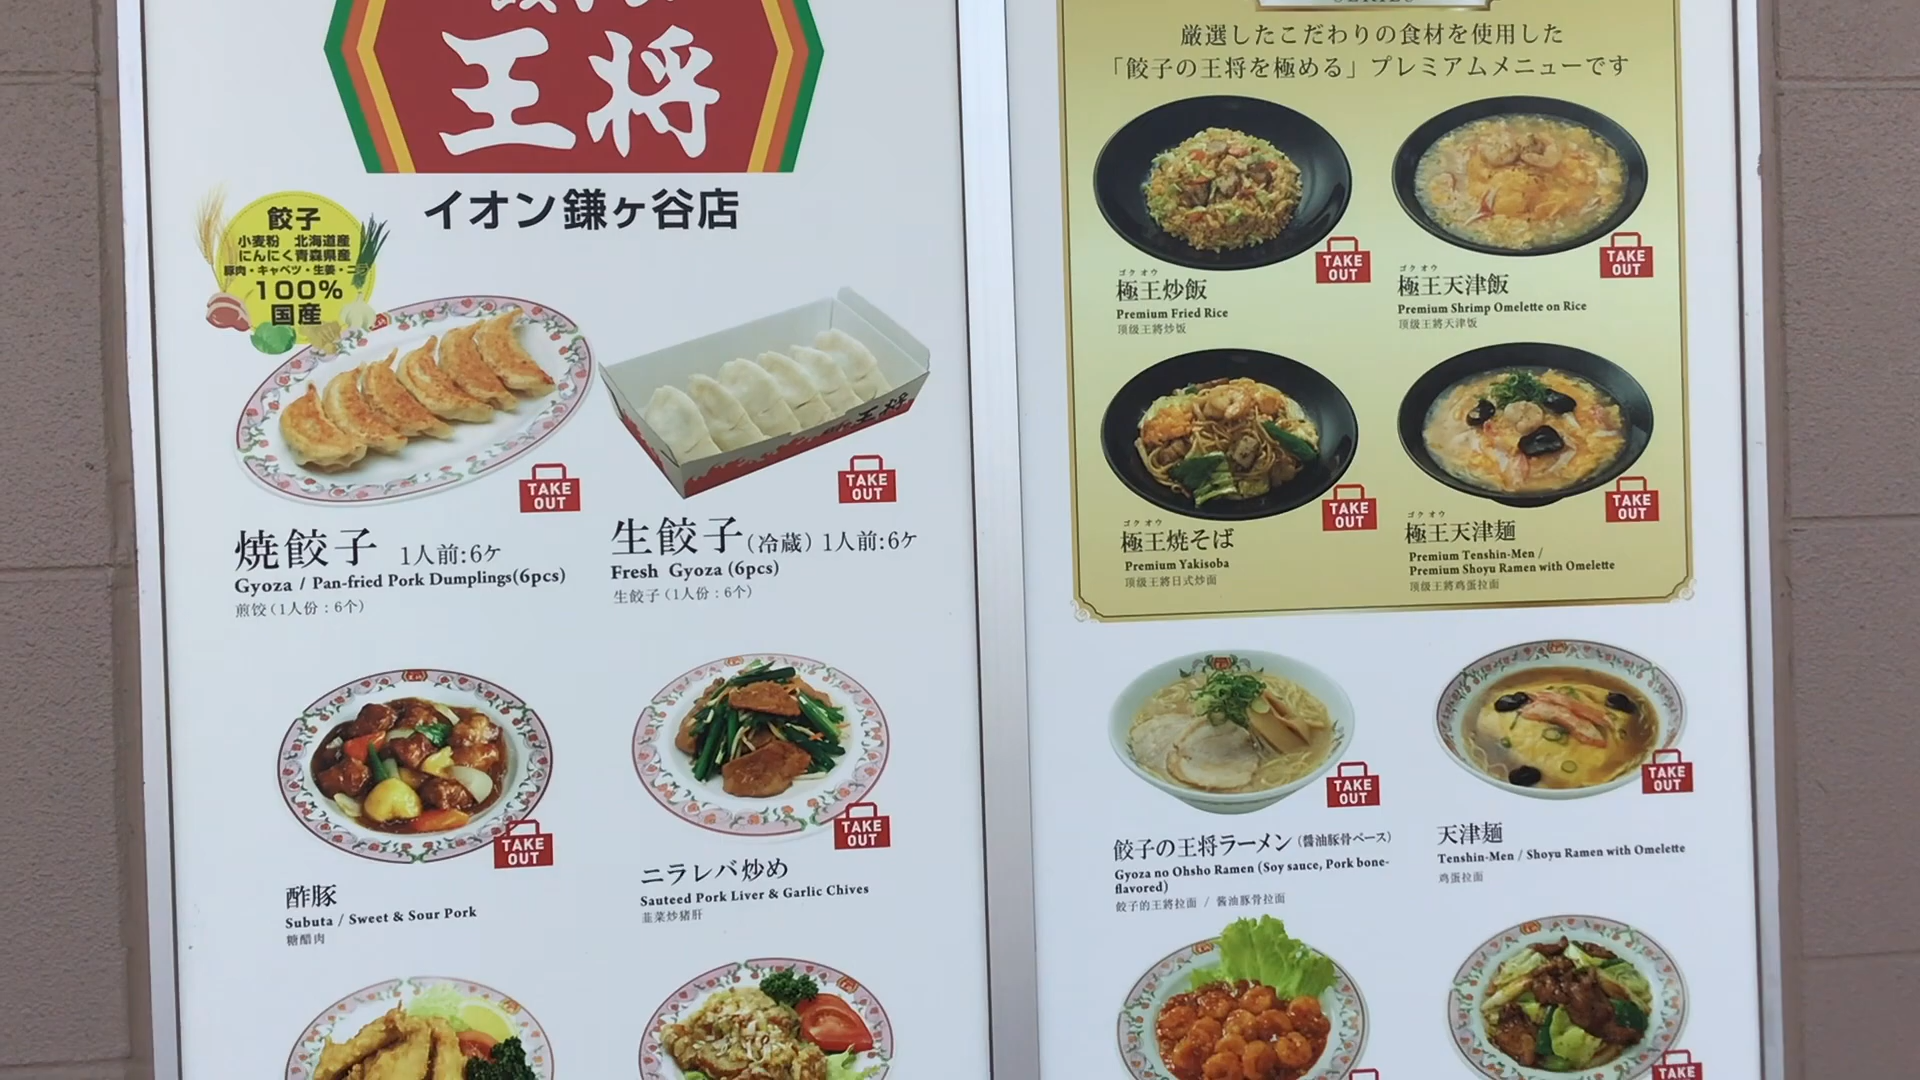 王将
イオン鎌ヶ谷店
餃子
小麦粉 北海道産
にんにく青森県産
豚肉・キャベツ・生姜・ニラ
100%
国産
王将
TAKE OUT
TAKE OUT
焼餃子 1人前:6ケ
Gyoza / Pan-fried Pork Dumplings(6pcs)
煎饺(1人份：6个)
生餃子(冷蔵) 1人前:6ケ
Fresh Gyoza (6pcs)
生餃子(1人份：6个)
TAKE OUT
酢豚
Subuta / Sweet & Sour Pork
糖醋肉
TAKE OUT
ニラレバ炒め
Sauteed Pork Liver & Garlic Chives
韮菜炒猪肝
厳選したこだわりの食材を使用した
「餃子の王将を極める」プレミアムメニューです
TAKE OUT
ゴクオウ
極王炒飯
Premium Fried Rice
顶级王將炒饭
TAKE OUT
ゴクオウ
極王天津飯
Premium Shrimp Omelette on Rice
顶级王將天津饭
TAKE OUT
ゴクオウ
極王焼そば
Premium Yakisoba
顶级王將日式炒面
TAKE OUT
ゴクオウ
極王天津麺
Premium Tenshin-Men /
Premium Shoyu Ramen with Omelette
顶级王將鸡蛋拉面
TAKE OUT
餃子の王将ラーメン(醤油豚骨ベース)
Gyoza no Ohsho Ramen (Soy sauce, Pork bone-
flavored)
餃子的王將拉面 / 酱油豚骨拉面
TAKE OUT
天津麺
Tenshin-Men / Shoyu Ramen with Omelette
鸡蛋拉面
TAKE